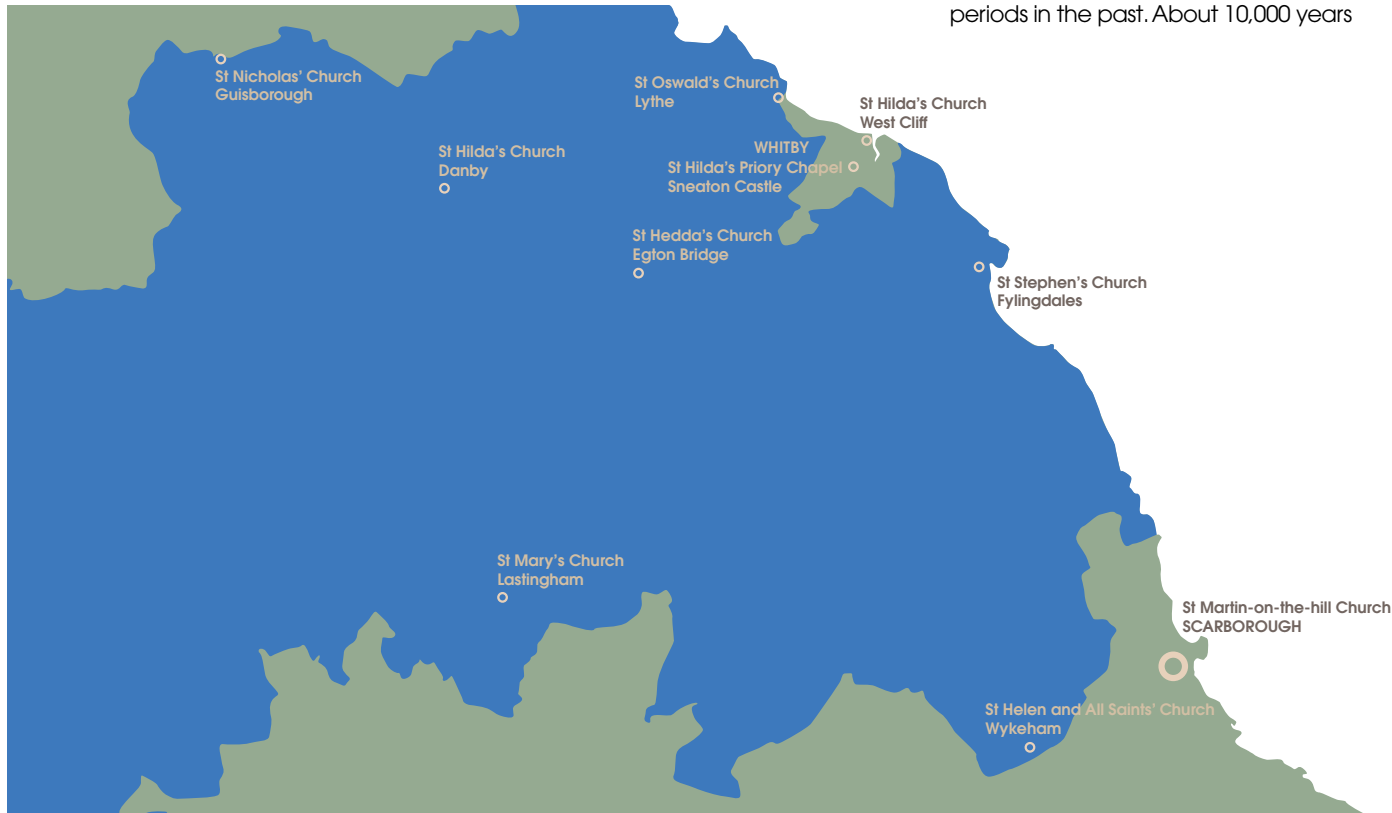 periods in the past. About 10,000 years
St Nicholas’ Church
Guisborough
St Oswald’s Church
Lythe
St Hilda’s Church
West Cliff
St Hilda’s Church
Danby
WHITBY
St Hilda’s Priory Chapel
Sneaton Castle
St Hedda’s Church
Egton Bridge
St Stephen’s Church
Fylingdales
St Mary’s Church
Lastingham
St Martin-on-the-hill Church
SCARBOROUGH
St Helen and All Saints’ Church
Wykeham